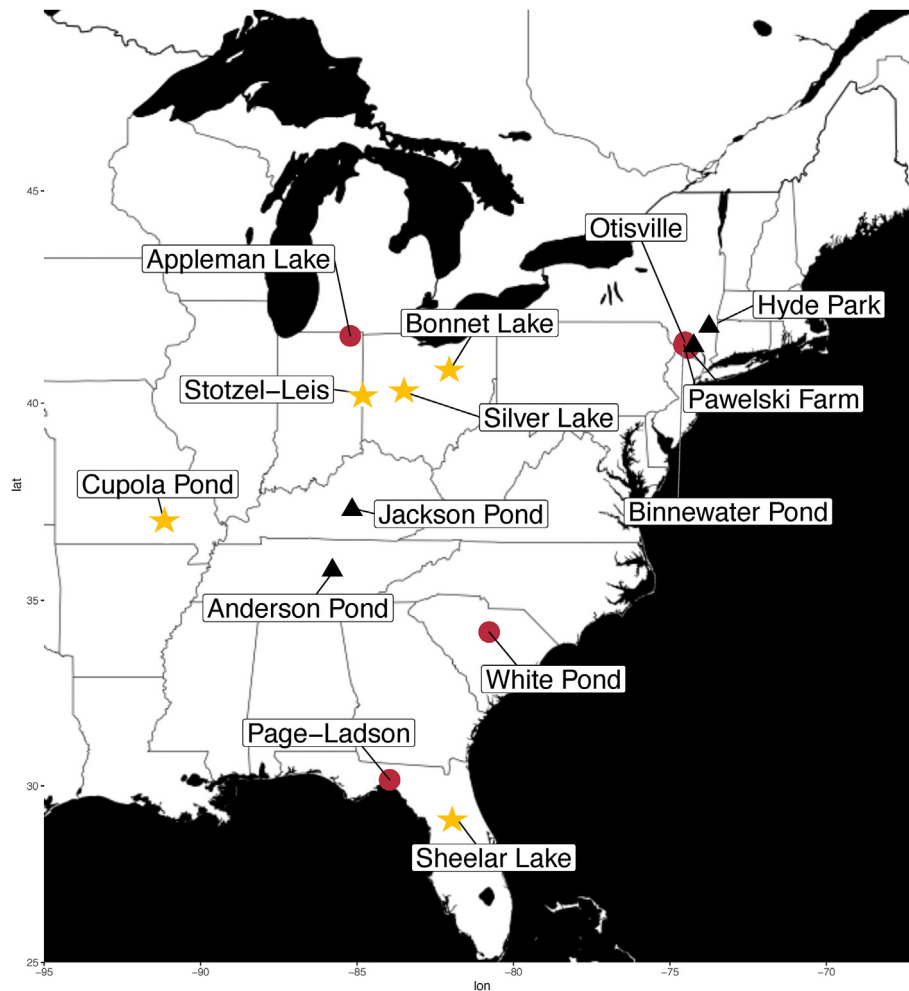 45
Otisville
Appleman Lake
Hyde Park
Bonnet Lake
Stotzel−Leis
Pawelski Farm
40
Silver Lake
Cupola Pond
lat
Jackson Pond
Binnewater Pond
35
Anderson Pond
White Pond
Page−Ladson
30
Sheelar Lake
25
−95
−90
−85
−80
−75
−70
lon